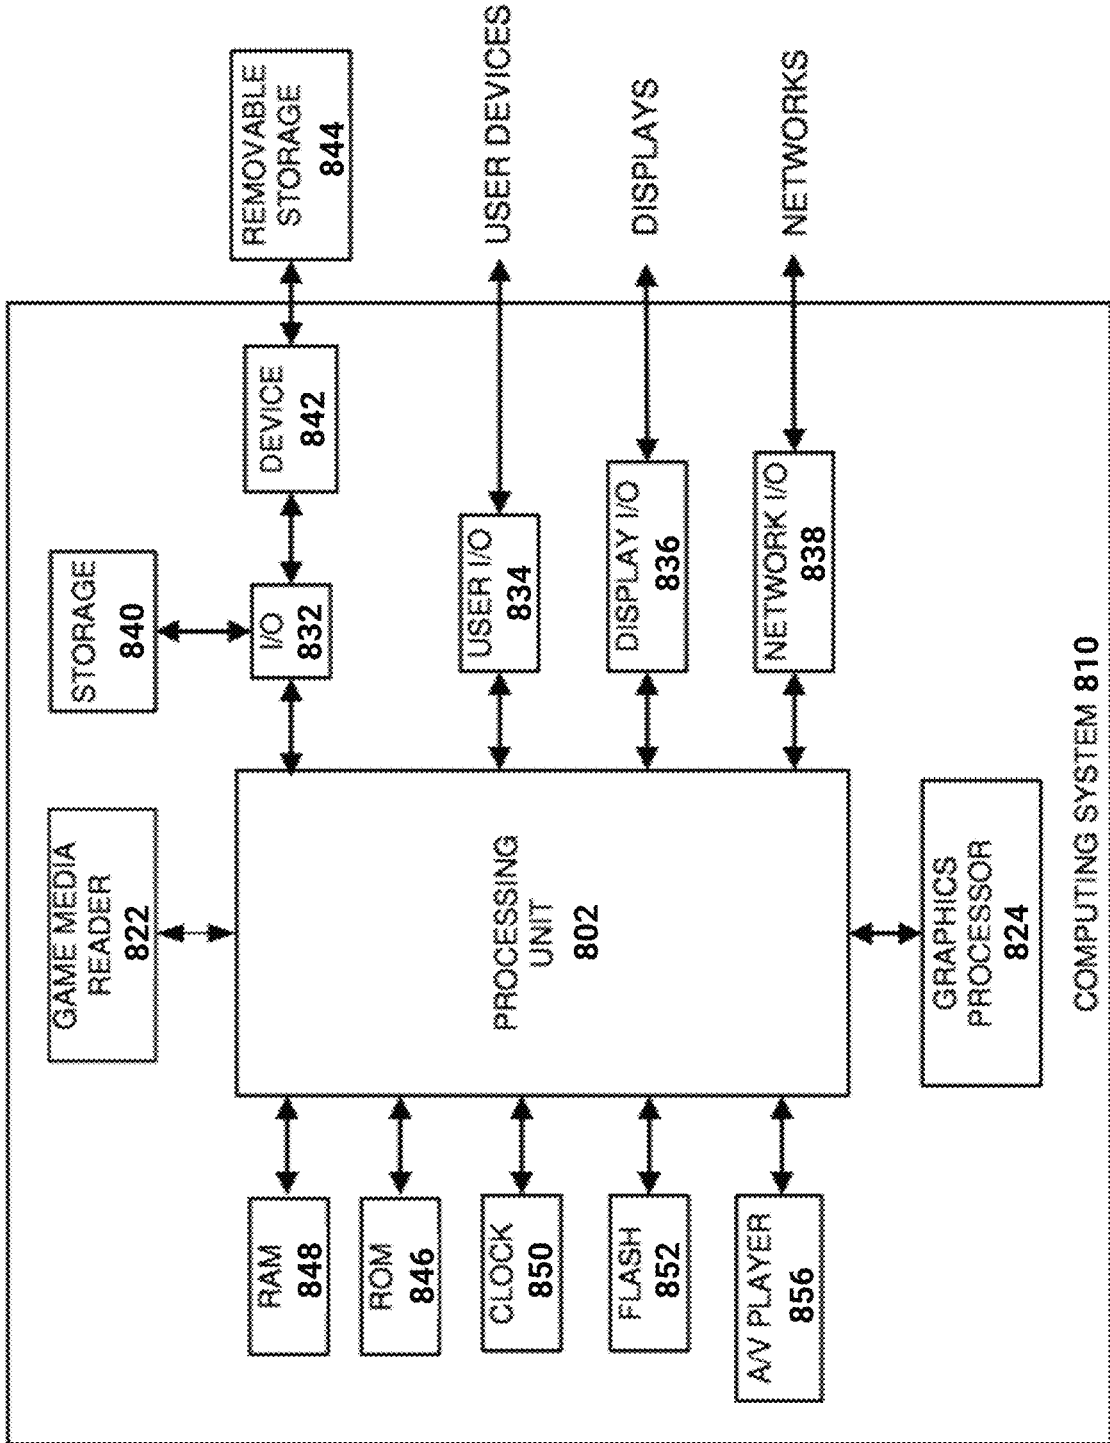 GAME MEDIA
READER
822
STORAGE
840
RAM
848
ROM
846
CLOCK
850
FLASH
852
A/V PLAYER
856
PROCESSING
UNIT
802
I/O
832
DEVICE
842
REMOVABLE
STORAGE
844
USER I/O
834
USER DEVICES
DISPLAY I/O
836
DISPLAYS
NETWORK I/O
838
NETWORKS
GRAPHICS
PROCESSOR
824
COMPUTING SYSTEM 810